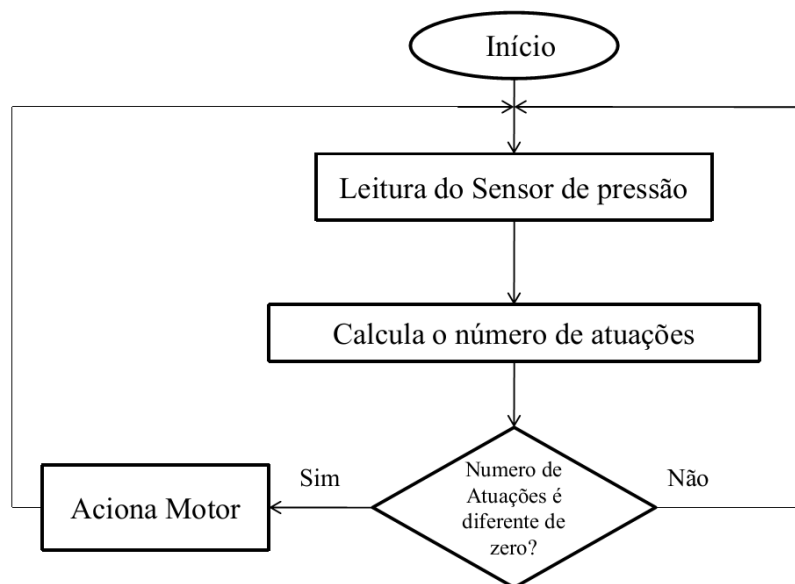 Início
Leitura do Sensor de pressão
Calcula o número de atuações
Numero de
Atuações é
diferente de
zero?
Sim
Não
Aciona Motor